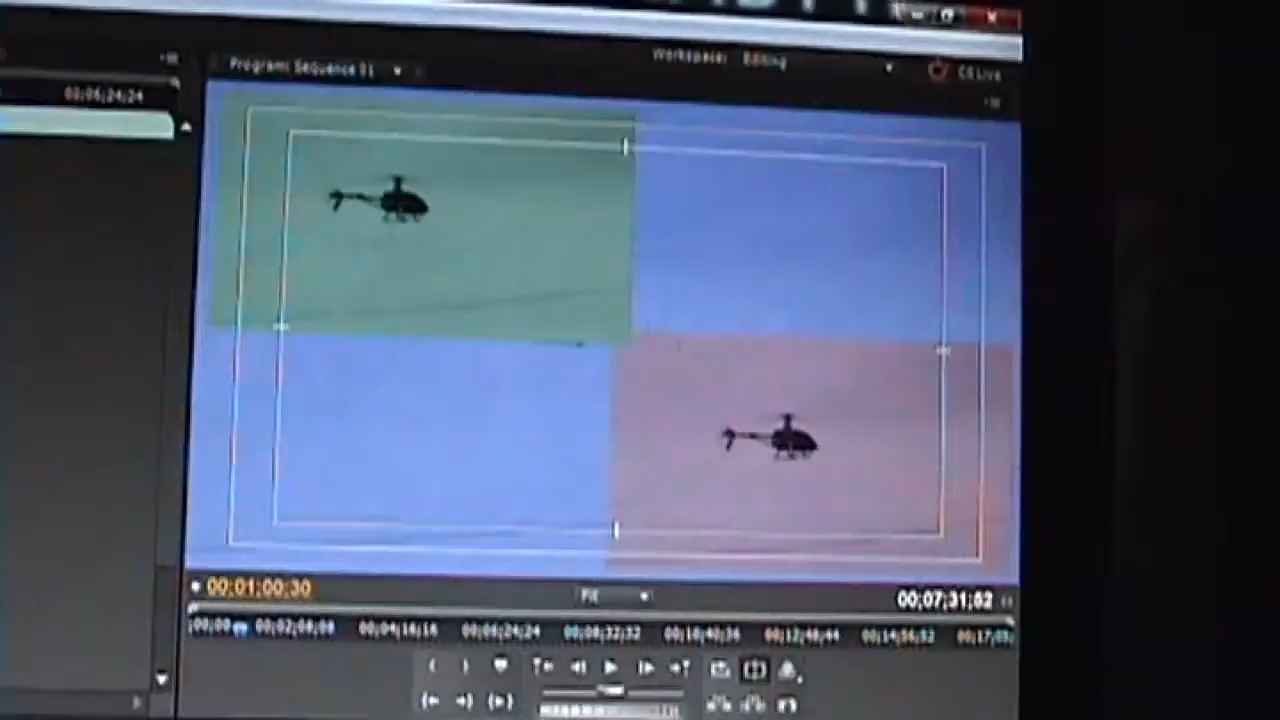 Workspace: Editing
CS Live
Program: Sequence 01
00;06;24;24
00;01;00;30
Fit
00;07;31;52
;00;00 00;02;08;08 00;04;16;16 00;06;24;24 00;08;32;32 00;10;40;36 00;12;48;44 00;14;56;52 00;17;05;